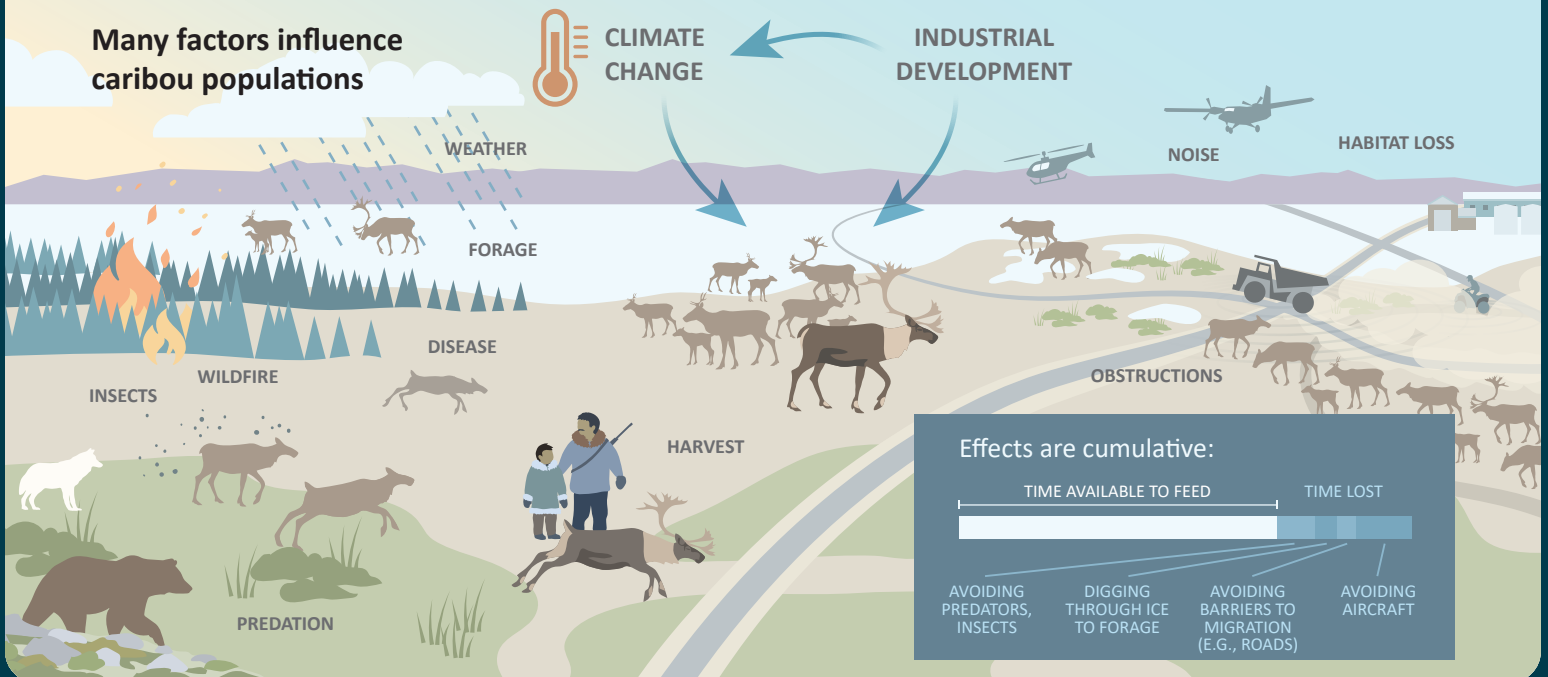 Many factors influence
caribou populations
CLIMATE
CHANGE
INDUSTRIAL
DEVELOPMENT
WEATHER
NOISE
HABITAT LOSS
FORAGE
DISEASE
WILDFIRE
INSECTS
OBSTRUCTIONS
HARVEST
PREDATION
Effects are cumulative:
TIME AVAILABLE TO FEED
TIME LOST
AVOIDING
PREDATORS,
INSECTS
DIGGING
THROUGH ICE
TO FORAGE
AVOIDING
BARRIERS TO
MIGRATION
(E.G., ROADS)
AVOIDING
AIRCRAFT